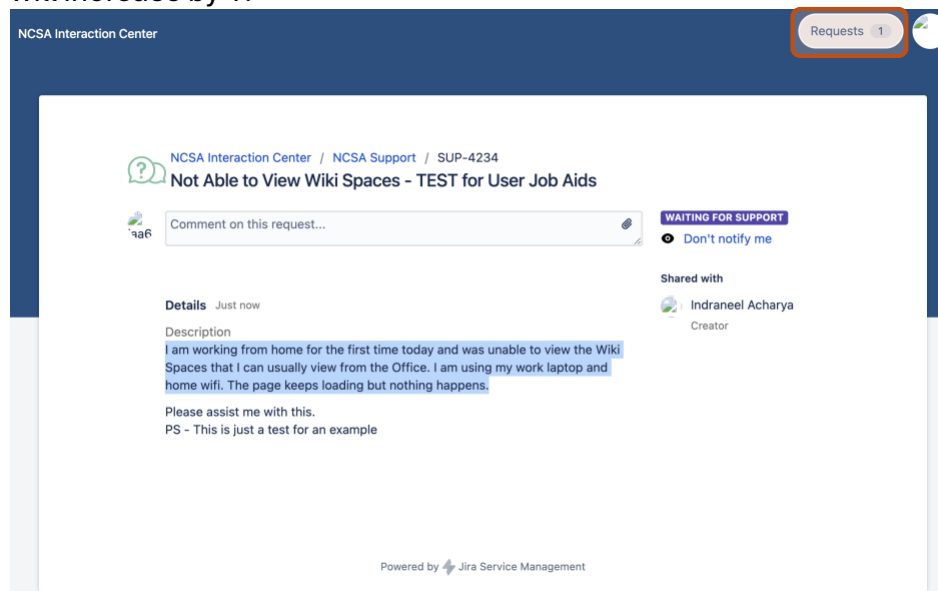 NCSA Interaction Center
Requests 1
NCSA Interaction Center / NCSA Support / SUP-4234
Not Able to View Wiki Spaces - TEST for User Job Aids
Comment on this request...
WAITING FOR SUPPORT
Don't notify me
Shared with
Indraneel Acharya
Creator
Details Just now
Description
I am working from home for the first time today and was unable to view the Wiki
Spaces that I can usually view from the Office. I am using my work laptop and
home wifi. The page keeps loading but nothing happens.
Please assist me with this.
PS - This is just a test for an example
Powered by Jira Service Management